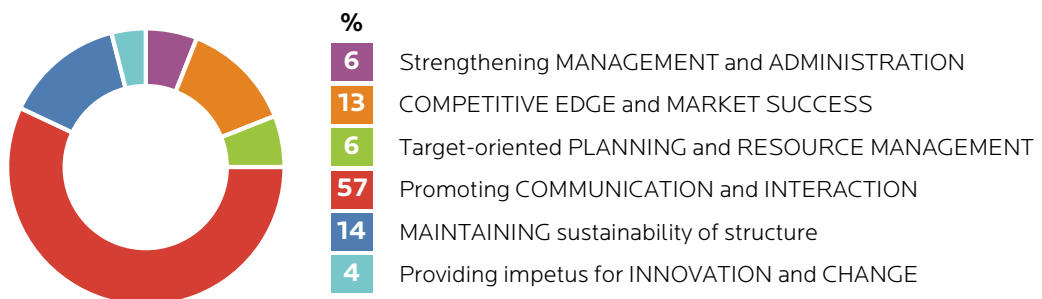 %
6 Strengthening MANAGEMENT and ADMINISTRATION
13 COMPETITIVE EDGE and MARKET SUCCESS
6 Target-oriented PLANNING and RESOURCE MANAGEMENT
57 Promoting COMMUNICATION and INTERACTION
14 MAINTAINING sustainability of structure
4 Providing impetus for INNOVATION and CHANGE